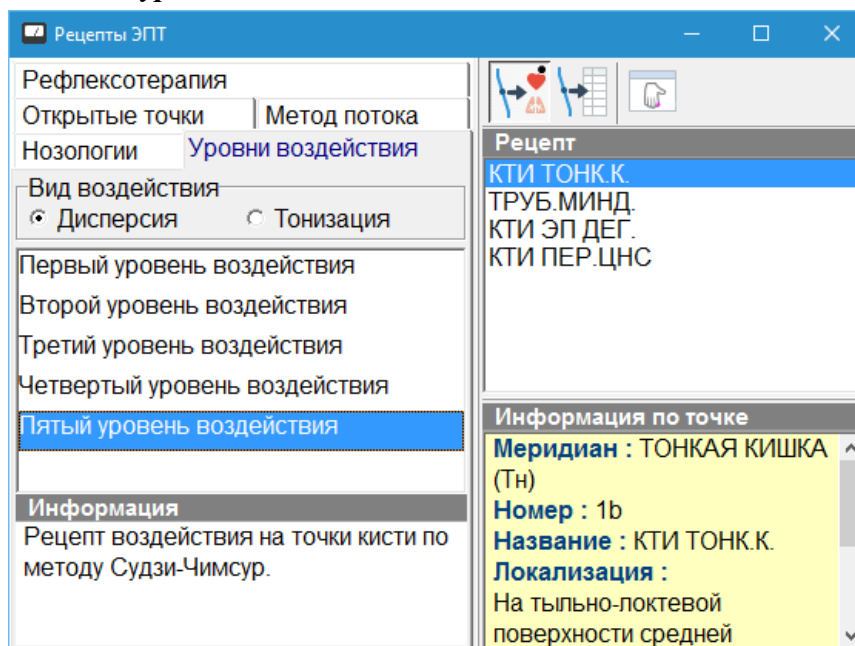 Рецепты ЭПТ
Рефлексотерапия
Открытые точки
Метод потока
Нозологии
Уровни воздействия
Вид воздействия
Дисперсия
Тонизация
Первый уровень воздействия
Второй уровень воздействия
Третий уровень воздействия
Четвертый уровень воздействия
Пятый уровень воздействия
Информация
Рецепт воздействия на точки кисти по
методу Судзи-Чимсур.
Рецепт
КТИ ТОНК.К.
ТРУБ.МИНД.
КТИ ЭП ДЕГ.
КТИ ПЕР.ЦНС
Информация по точке
Меридиан : ТОНКАЯ КИШКА
(Тн)
Номер : 1b
Название : КТИ ТОНК.К.
Локализация :
На тыльно-локтевой
поверхности средней